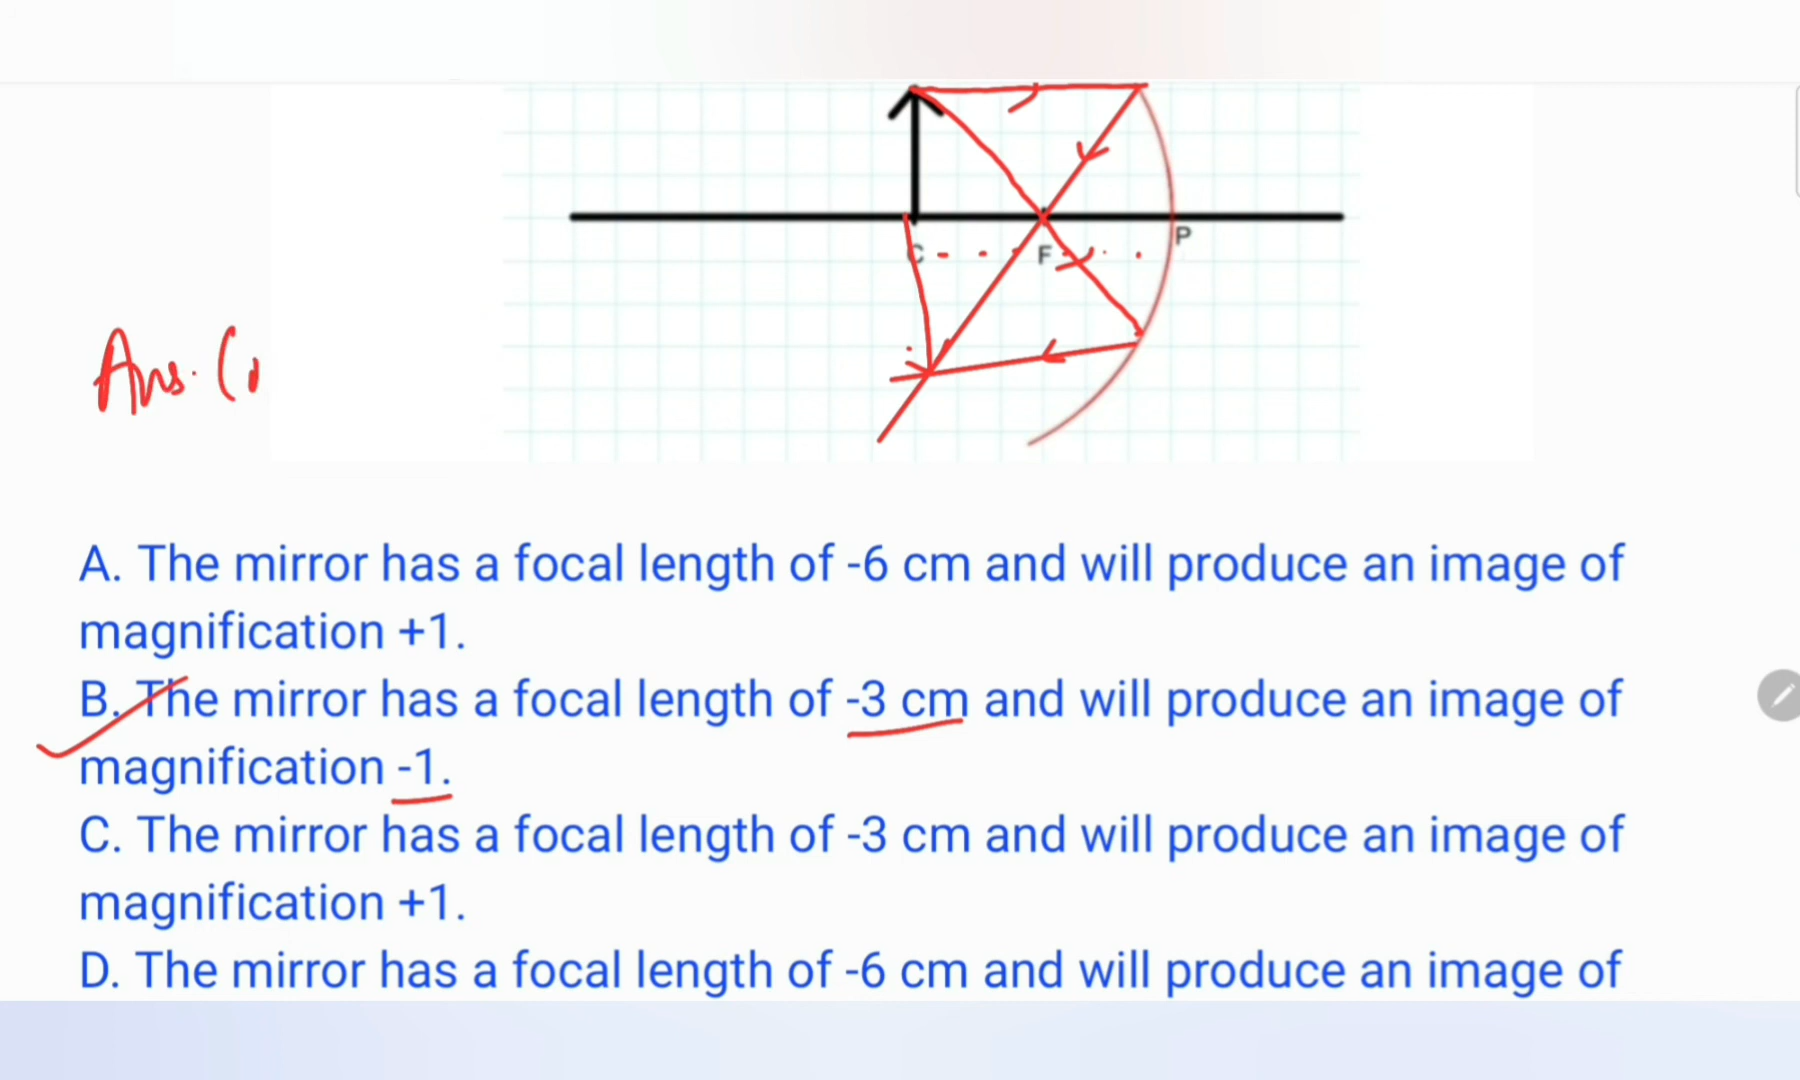 P
C F
Ans. (
A. The mirror has a focal length of -6 cm and will produce an image of
magnification +1.
B. The mirror has a focal length of -3 cm and will produce an image of
magnification -1.
C. The mirror has a focal length of -3 cm and will produce an image of
magnification +1.
D. The mirror has a focal length of -6 cm and will produce an image of